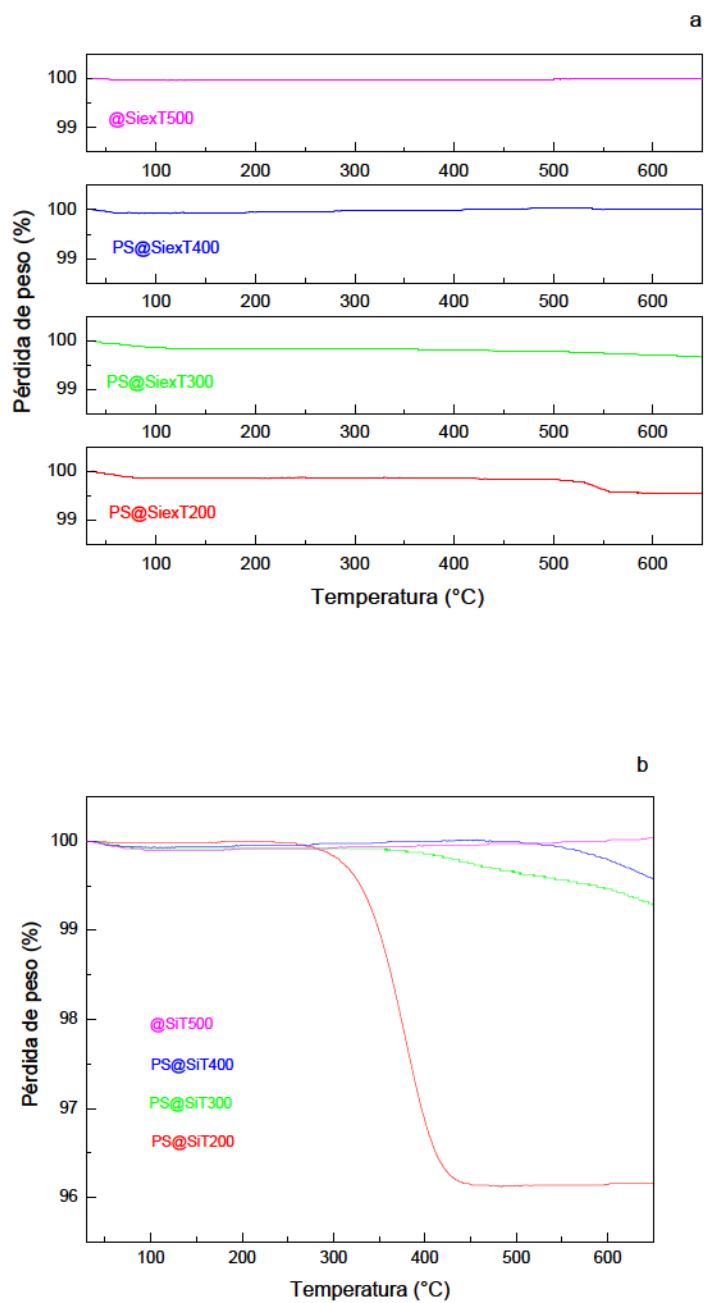 a
100
99
@SiexT500
100 200 300 400 500 600
100
99
PS@SiexT400
100 200 300 400 500 600
100
99
PS@SiexT300
100 200 300 400 500 600
100
99
PS@SiexT200
100 200 300 400 500 600
Pérdida de peso (%)
Temperatura (°C)
b
100
99
98
97
96
@SiT500
PS@SiT400
PS@SiT300
PS@SiT200
100 200 300 400 500 600
Pérdida de peso (%)
Temperatura (°C)